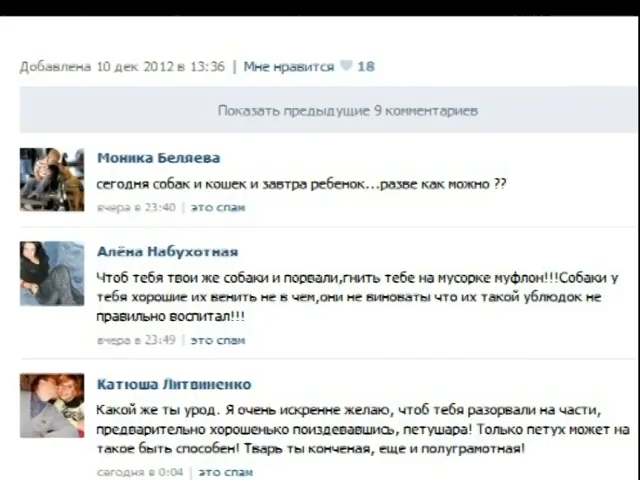 Добавлена 10 дек 2012 в 13:36 | Мне нравится 18
Показать предыдущие 9 комментариев
Моника Беляева
сегодня собак и кошек и завтра ребенок...разве как можно ??
вчера в 23:40 | это спам
Алёна Набухотная
Чтоб тебя твои же собаки и порвали,гнить тебе на мусорке муфлон!!!Собаки у
тебя хорошие их венить не в чем,они не виноваты что их такой ублюдок не
правильно воспитал!!!
вчера в 23:49 | это спам
Катюша Литвиненко
Какой же ты урод. Я очень искренне желаю, чтоб тебя разорвали на части,
предварительно хорошенько поиздевавшись, петушара! Только петух может на
такое быть способен! Тварь ты конченая, еще и полуграмотная!
сегодня в 0:04 | это спам